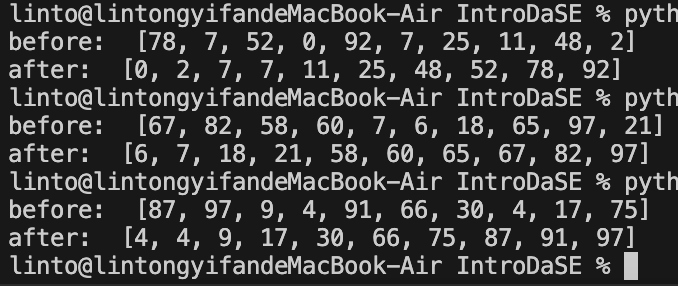 linto@lintongyifandeMacBook-Air IntroDaSE % pyth
before:  [78, 7, 52, 0, 92, 7, 25, 11, 48, 2]
after:  [0, 2, 7, 7, 11, 25, 48, 52, 78, 92]
linto@lintongyifandeMacBook-Air IntroDaSE % pyth
before:  [67, 82, 58, 60, 7, 6, 18, 65, 97, 21]
after:  [6, 7, 18, 21, 58, 60, 65, 67, 82, 97]
linto@lintongyifandeMacBook-Air IntroDaSE % pyth
before:  [87, 97, 9, 4, 91, 66, 30, 4, 17, 75]
after:  [4, 4, 9, 17, 30, 66, 75, 87, 91, 97]
linto@lintongyifandeMacBook-Air IntroDaSE %